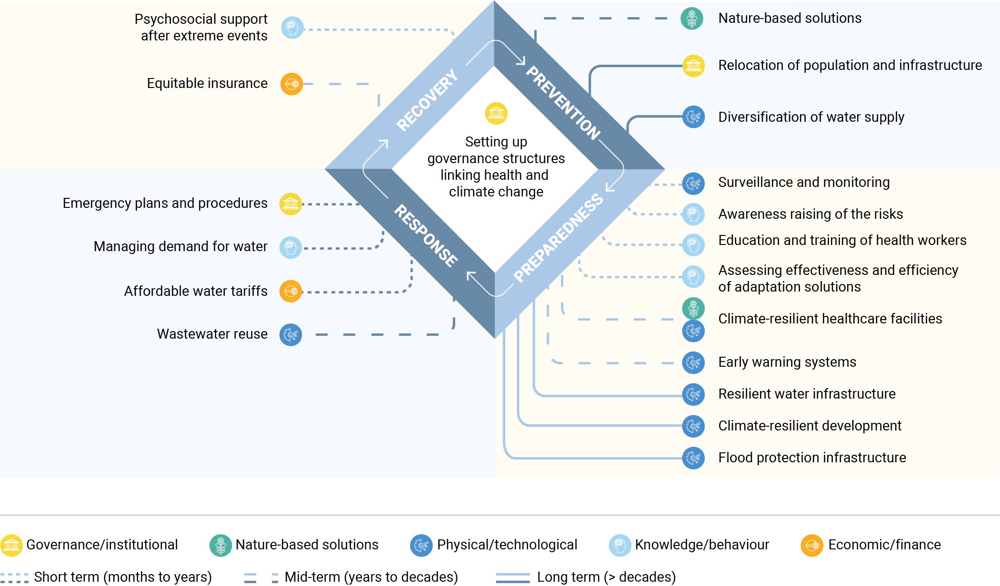 Psychosocial support
after extreme events
Equitable insurance
RECOVERY
PREVENTION
Nature-based solutions
Relocation of population and infrastructure
Diversification of water supply
Setting up
governance structures
linking health and
climate change
Emergency plans and procedures
Managing demand for water
Affordable water tariffs
Wastewater reuse
RESPONSE
PREPAREDNESS
Surveillance and monitoring
Awareness raising of the risks
Education and training of health workers
Assessing effectiveness and efficiency
of adaptation solutions
Climate-resilient healthcare facilities
Early warning systems
Resilient water infrastructure
Climate-resilient development
Flood protection infrastructure
Governance/institutional
Nature-based solutions
Physical/technological
Knowledge/behaviour
Economic/finance
Short term (months to years)
Mid-term (years to decades)
Long term (> decades)